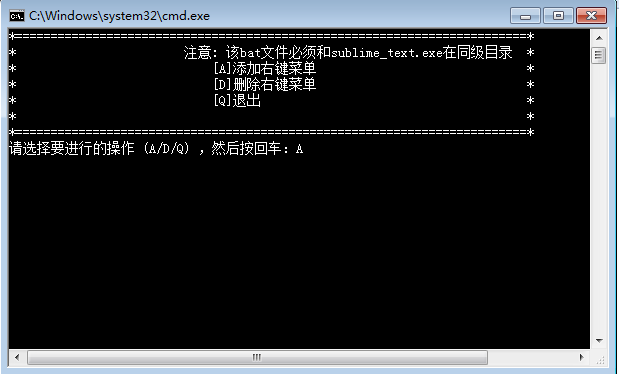 C:\Windows\system32\cmd.exe
*=============================================================*
* 注意: 该bat文件必须和sublime_text.exe在同级目录 *
* [A]添加右键菜单 *
* [D]删除右键菜单 *
* [Q]退出 *
* *
*=============================================================*
请选择要进行的操作 (A/D/Q) ，然后按回车: A